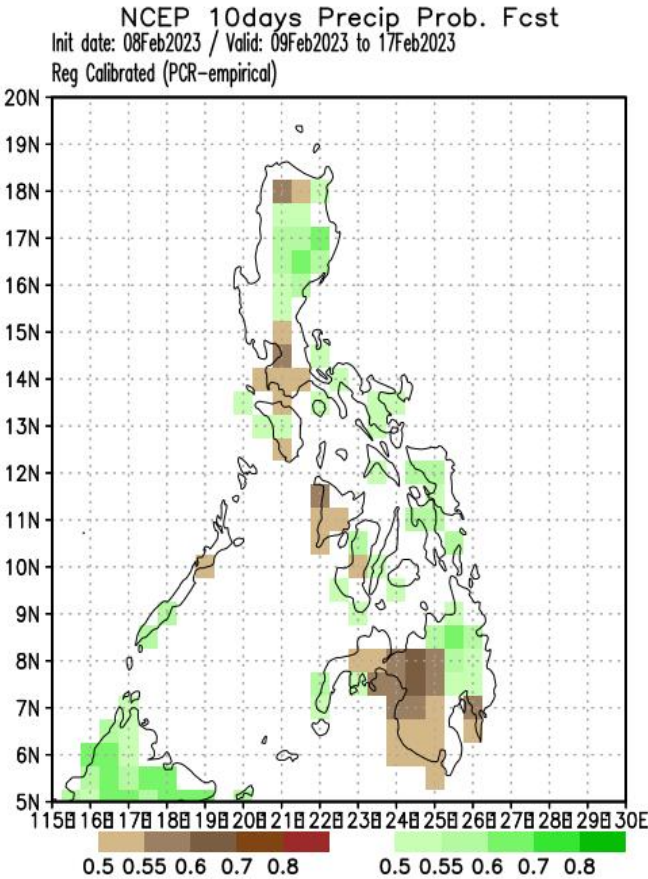 NCEP 10days Precip Prob. Fcst
Init date: 08Feb2023 / Valid: 09Feb2023 to 17Feb2023
Reg Calibrated (PCR-empirical)
20N
19N
18N
17N
16N
15N
14N
13N
12N
11N
10N
9N
8N
7N
6N
5N
115E 116E 117E 118E 119E 120E 121E 122E 123E 124E 125E 126E 127E 128E 129E 130E
0.5 0.55 0.6 0.7 0.8 0.5 0.55 0.6 0.7 0.8